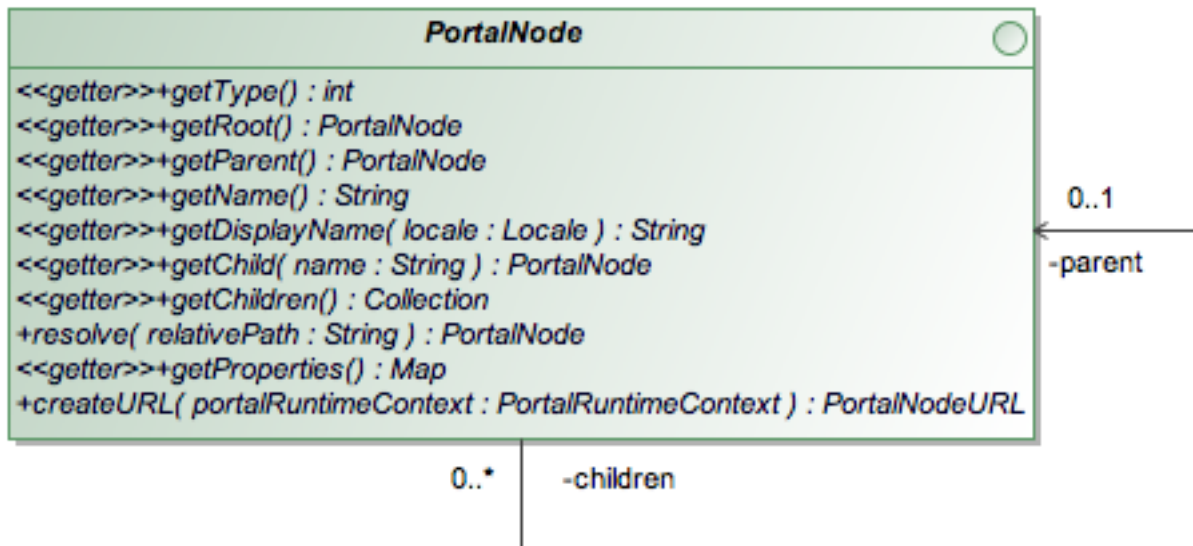 PortalNode
<<getter>>+getType() : int
<<getter>>+getRoot() : PortalNode
<<getter>>+getParent() : PortalNode
<<getter>>+getName() : String
<<getter>>+getDisplayName( locale : Locale ) : String
<<getter>>+getChild( name : String ) : PortalNode
<<getter>>+getChildren() : Collection
+resolve( relativePath : String ) : PortalNode
<<getter>>+getProperties() : Map
+createURL( portalRuntimeContext : PortalRuntimeContext ) : PortalNodeURL
0..1
-parent
0..* -children